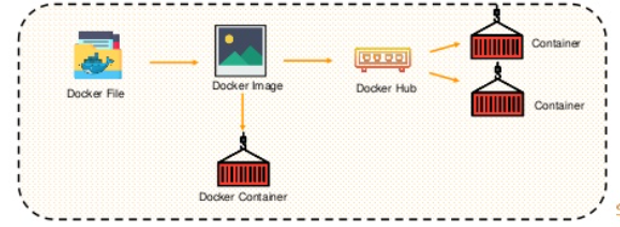 Container
Docker File
Docker Image
Docker Hub
Container
Docker Container